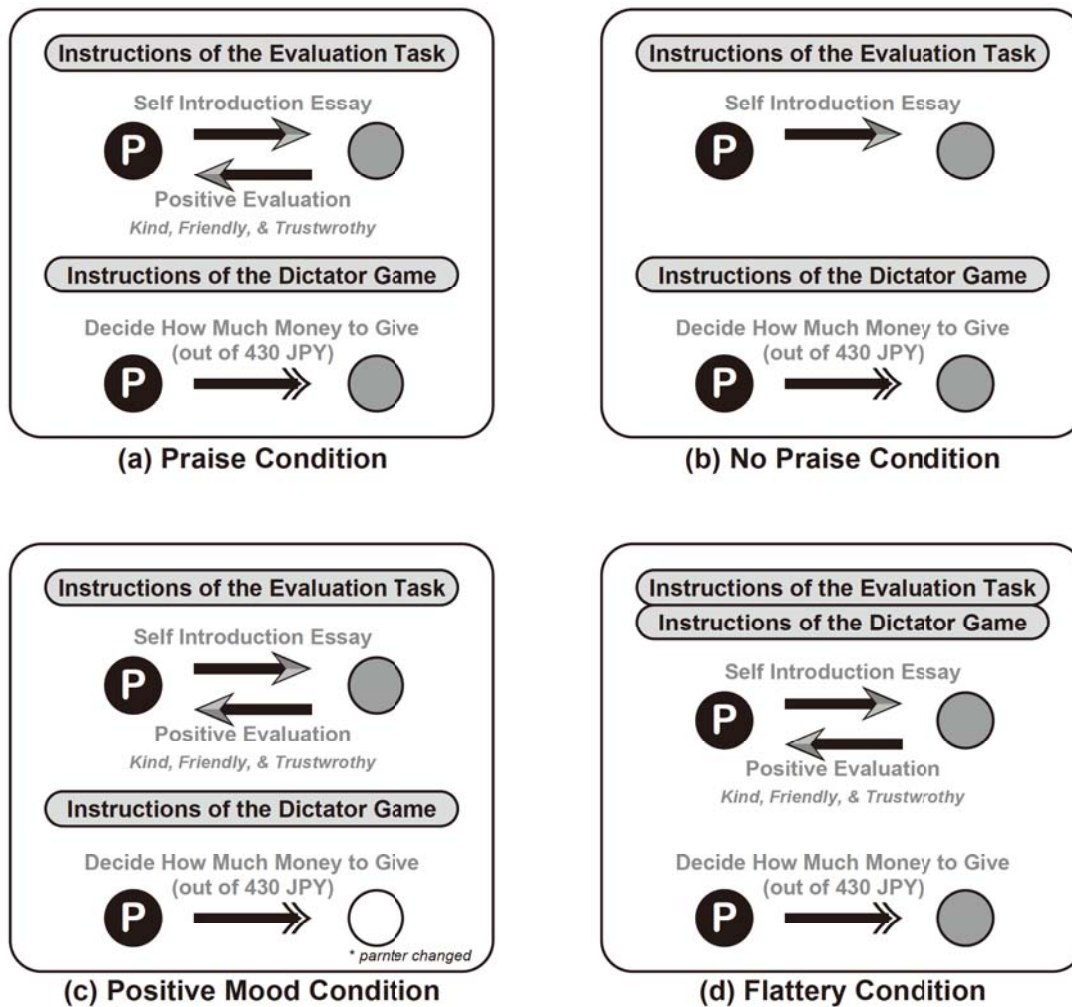 Instructions of the Evaluation Task
Self Introduction Essay
P
Positive Evaluation
Kind, Friendly, & Trustwrothy
Instructions of the Dictator Game
Decide How Much Money to Give
(out of 430 JPY)
P
(a) Praise Condition
Instructions of the Evaluation Task
Self Introduction Essay
P
Instructions of the Dictator Game
Decide How Much Money to Give
(out of 430 JPY)
P
(b) No Praise Condition
Instructions of the Evaluation Task
Self Introduction Essay
P
Positive Evaluation
Kind, Friendly, & Trustwrothy
Instructions of the Dictator Game
Decide How Much Money to Give
(out of 430 JPY)
P
* parnter changed
(c) Positive Mood Condition
Instructions of the Evaluation Task
Instructions of the Dictator Game
Self Introduction Essay
P
Positive Evaluation
Kind, Friendly, & Trustwrothy
Decide How Much Money to Give
(out of 430 JPY)
P
(d) Flattery Condition